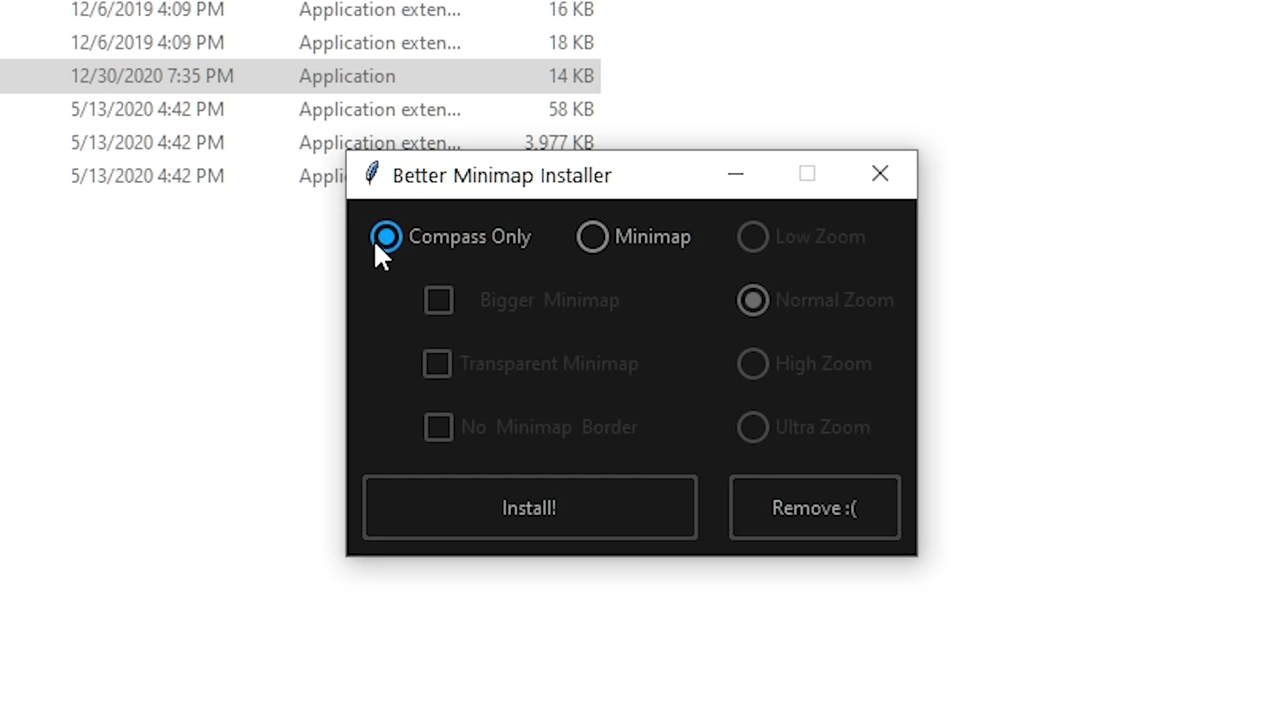 12/6/2019 4:09 PM Application exten... 16 KB
12/6/2019 4:09 PM Application exten... 18 KB
12/30/2020 7:35 PM Application 14 KB
5/13/2020 4:42 PM Application exten... 58 KB
5/13/2020 4:42 PM Application exten... 3,977 KB
5/13/2020 4:42 PM Appli
Better Minimap Installer
Compass Only Minimap Low Zoom
Bigger Minimap Normal Zoom
Transparent Minimap High Zoom
No Minimap Border Ultra Zoom
Install! Remove :(